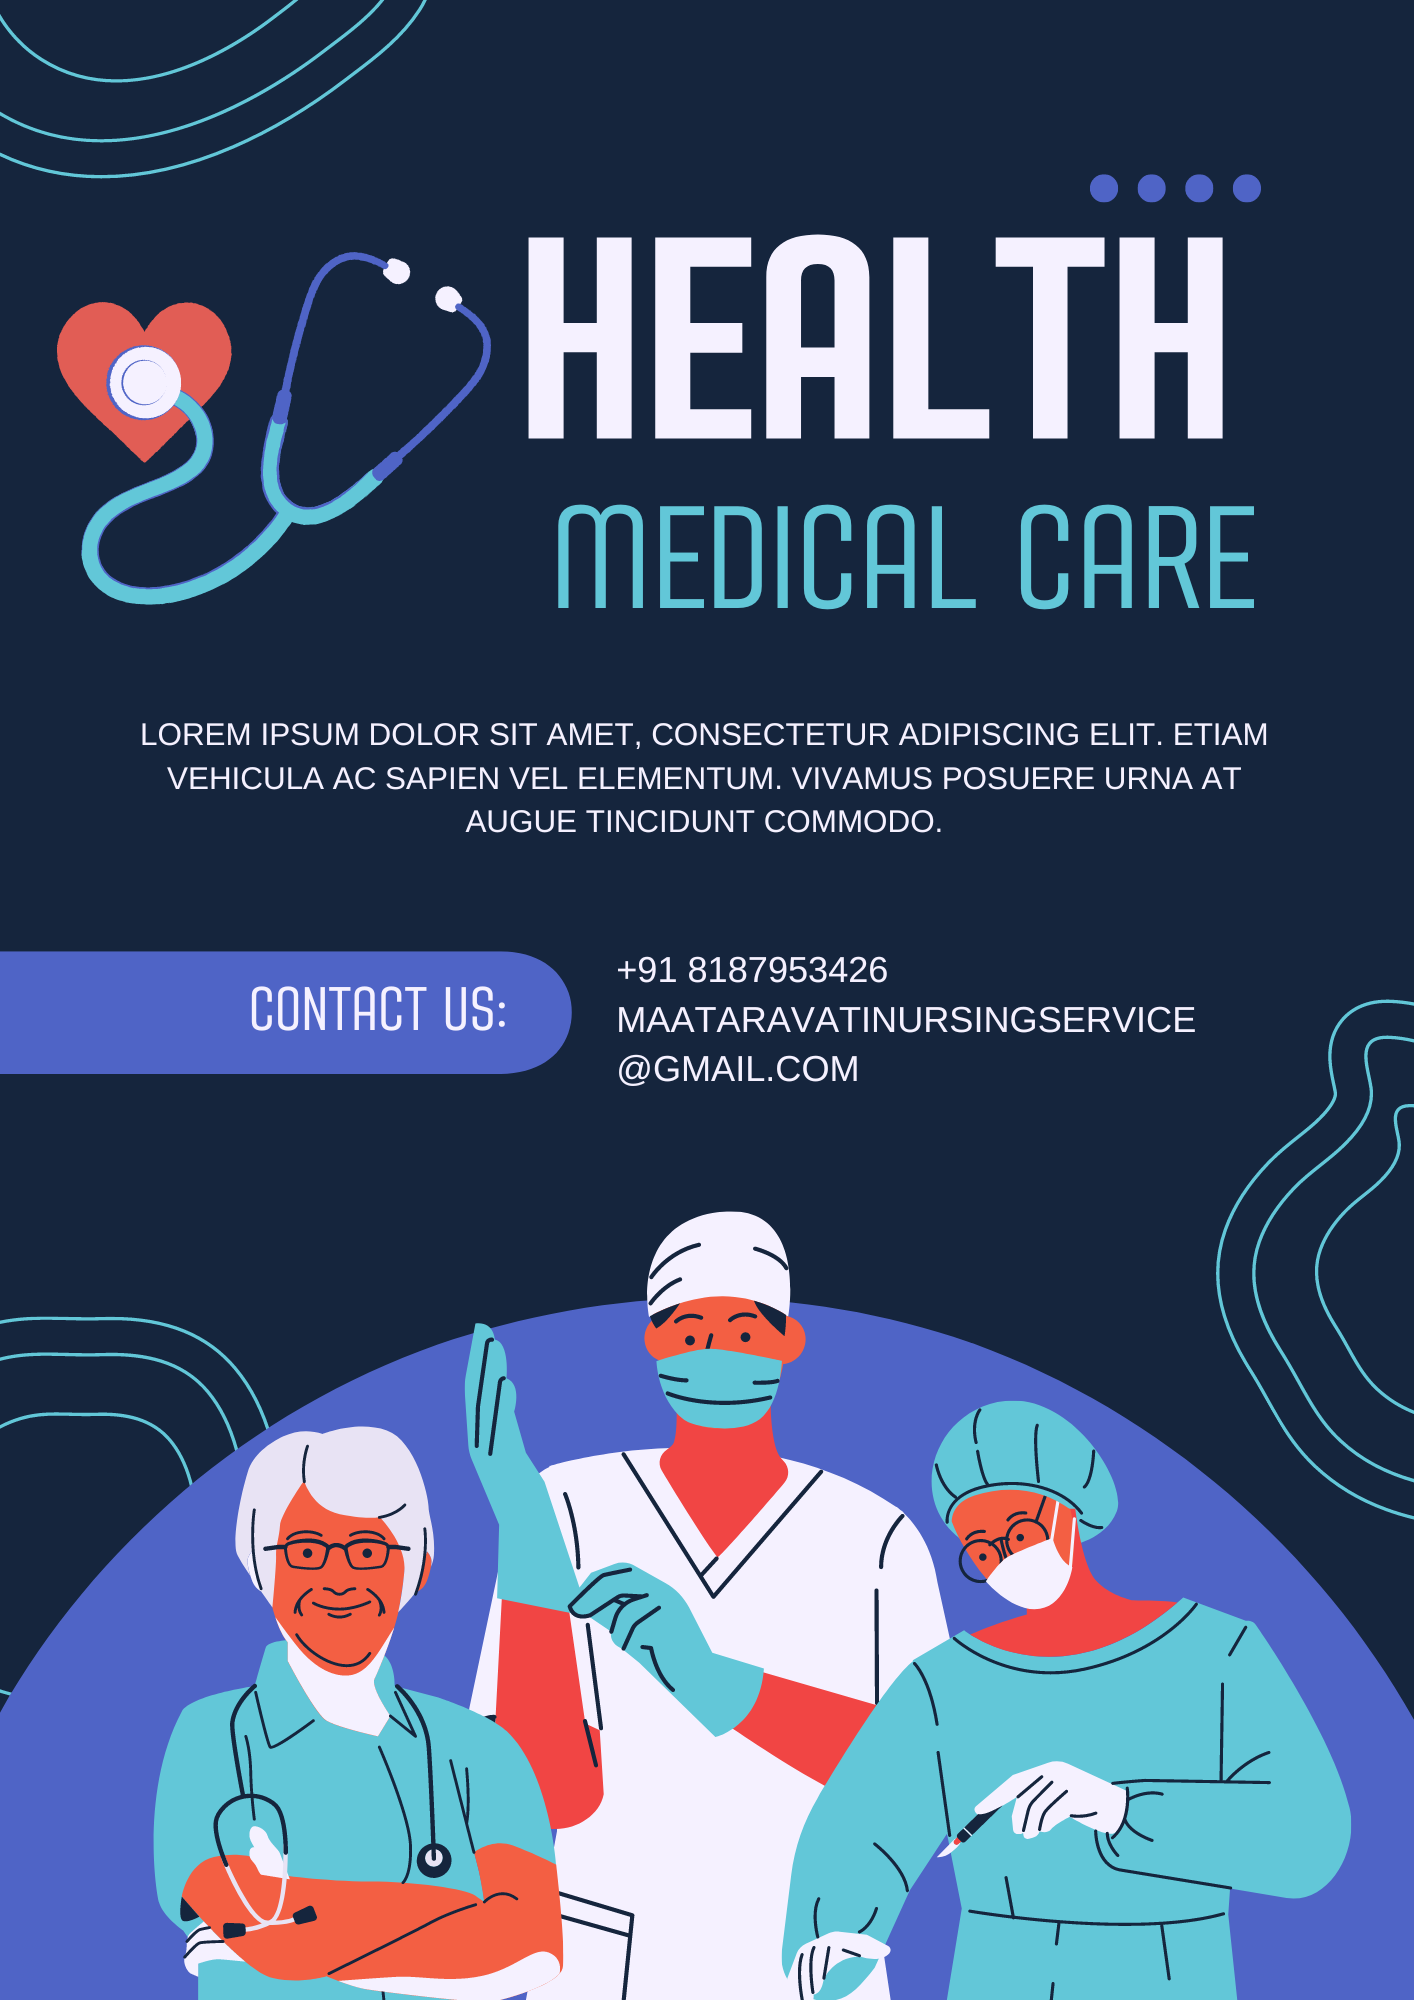 HEALTH
MEDICAL CARE
LOREM IPSUM DOLOR SIT AMET, CONSECTETUR ADIPISCING ELIT. ETIAM
VEHICULA AC SAPIEN VEL ELEMENTUM. VIVAMUS POSUERE URNA AT
AUGUE TINCIDUNT COMMODO.
CONTACT US:
+91 8187953426
MAATARAVATINURSINGSERVICE
@GMAIL.COM